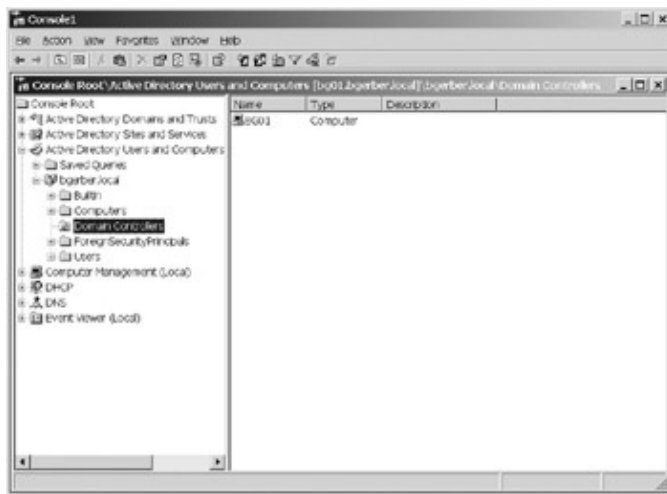 Console1
File Action View Favorites Window Help
Console Root\Active Directory Users and Computers [bg01.bgerber.local]\bgerber.local\Domain Controllers
Console Root
Active Directory Domains and Trusts
Active Directory Sites and Services
Active Directory Users and Computers
Saved Queries
bgerber.local
Builtin
Computers
Domain Controllers
ForeignSecurityPrincipals
Users
Computer Management (Local)
DHCP
DNS
Event Viewer (Local)
Name Type Description
BG01 Computer